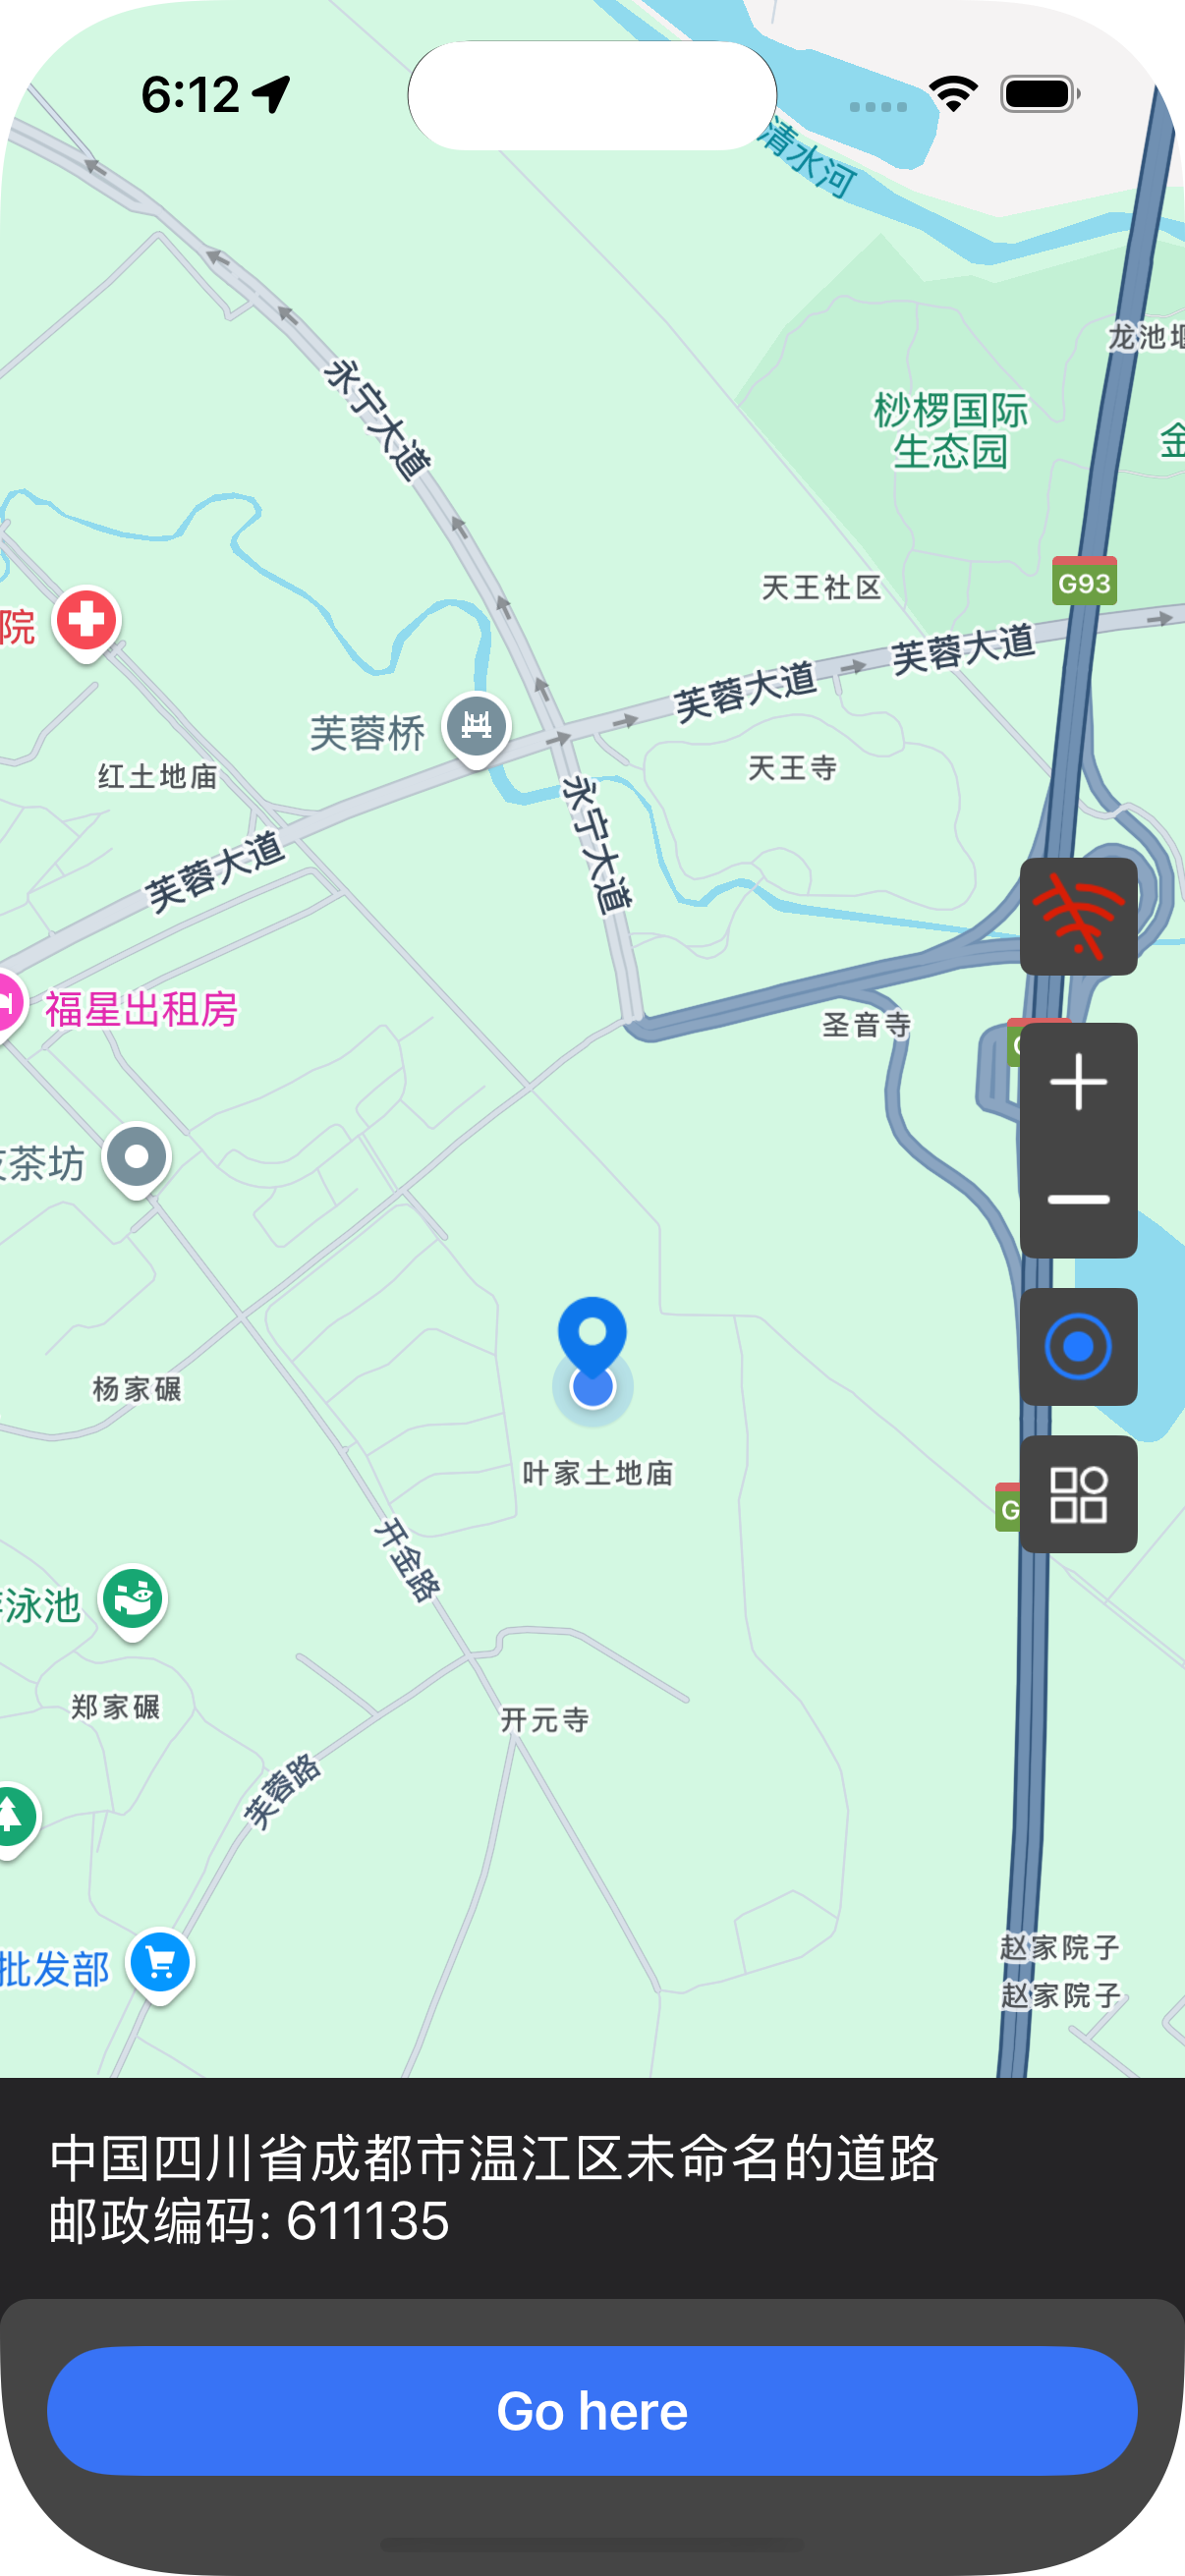 6:12
清水河
龙池堰
永宁大道
桫椤国际
生态园
金
天王社区
G93
院
芙蓉大道
芙蓉大道
芙蓉桥
天王寺
红土地庙
永宁大道
芙蓉大道
福星出租房
圣音寺
茶坊
杨家碾
叶家土地庙
G
开金路
泳池
郑家碾
开元寺
芙蓉路
赵家院子
批发部
赵家院子
中国四川省成都市温江区未命名的道路
邮政编码: 611135
Go here